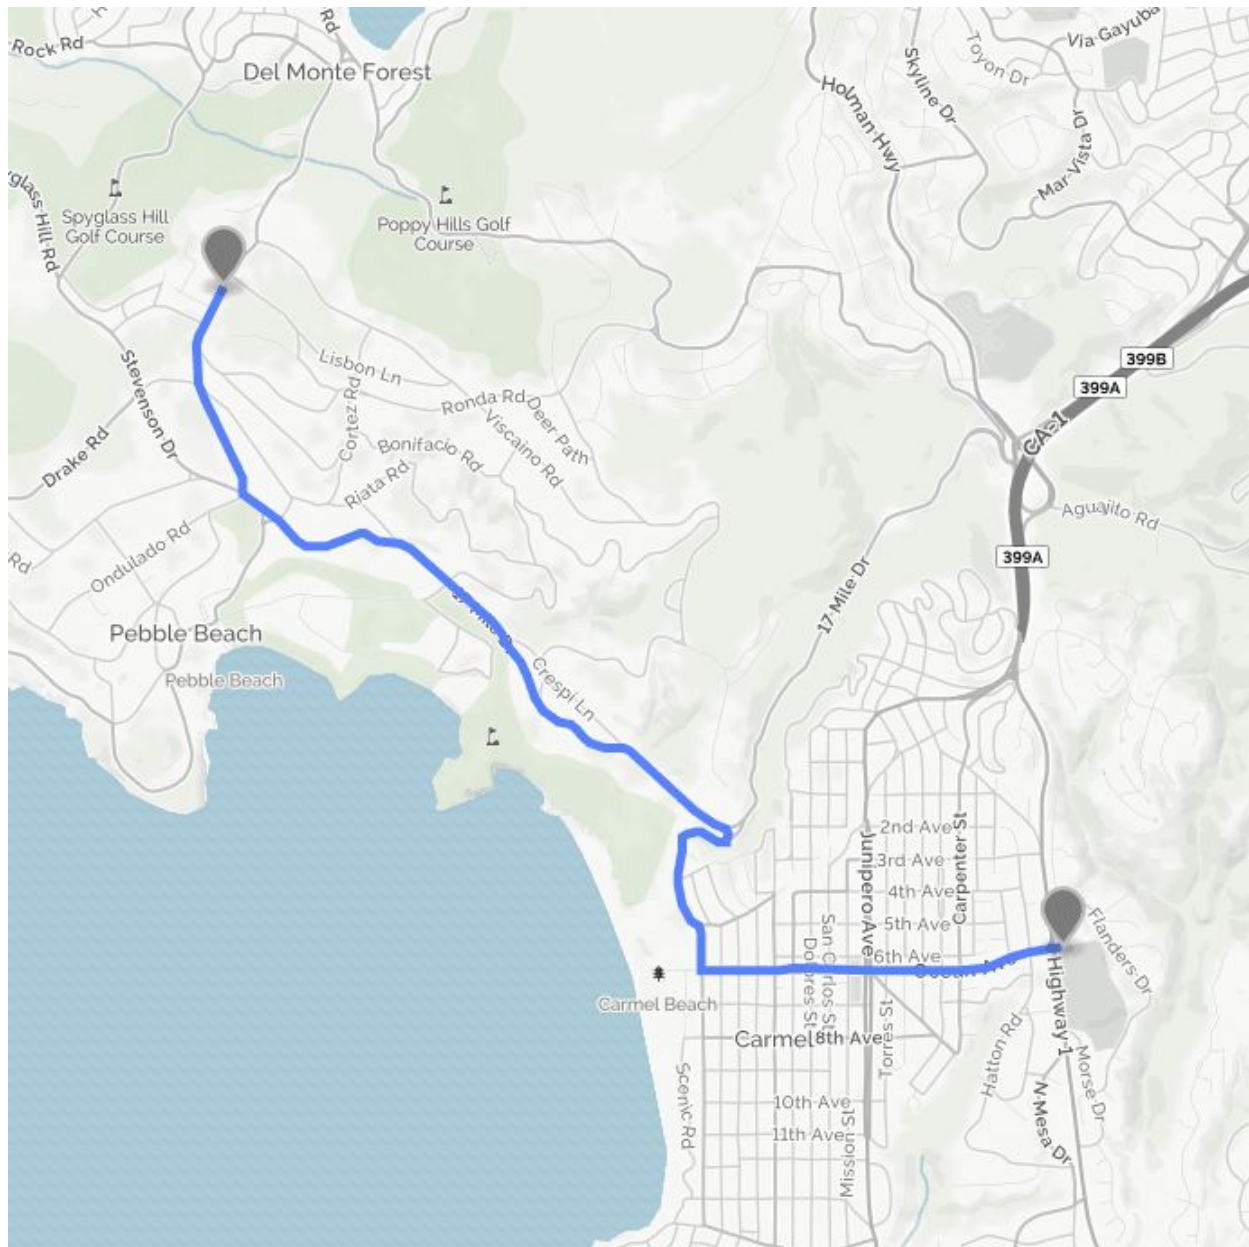 Rock Rd
Rd
Via Gayuba
Toyon Dr
Del Monte Forest
Skyline Dr
Holman Hwy
Mar Vista Dr
Spyglass Hill
Golf Course
Poppy Hills Golf
Course
Lisbon Ln
399B
399A
CA-1
Stevenson Dr
Cortez Rd
Ronda Rd
Deer Path
Viscaino Rd
Bonifacio Rd
Drake Rd
Riata Rd
Aguajito Rd
399A
Ondulado Rd
Rd
17 Mile Dr
Pebble Beach
Pebble Beach
Crespi Ln
2nd Ave
3rd Ave
4th Ave
5th Ave
6th Ave
Junipero Ave
Carpenter St
Flanders Dr
San Carlos St
Dolores St
Ocean Ave
Highway 1
Carmel Beach
Carmel
8th Ave
Torres St
Hatton Rd
Scenic Rd
10th Ave
11th Ave
Mission St
N Mesa Dr
Morse Dr